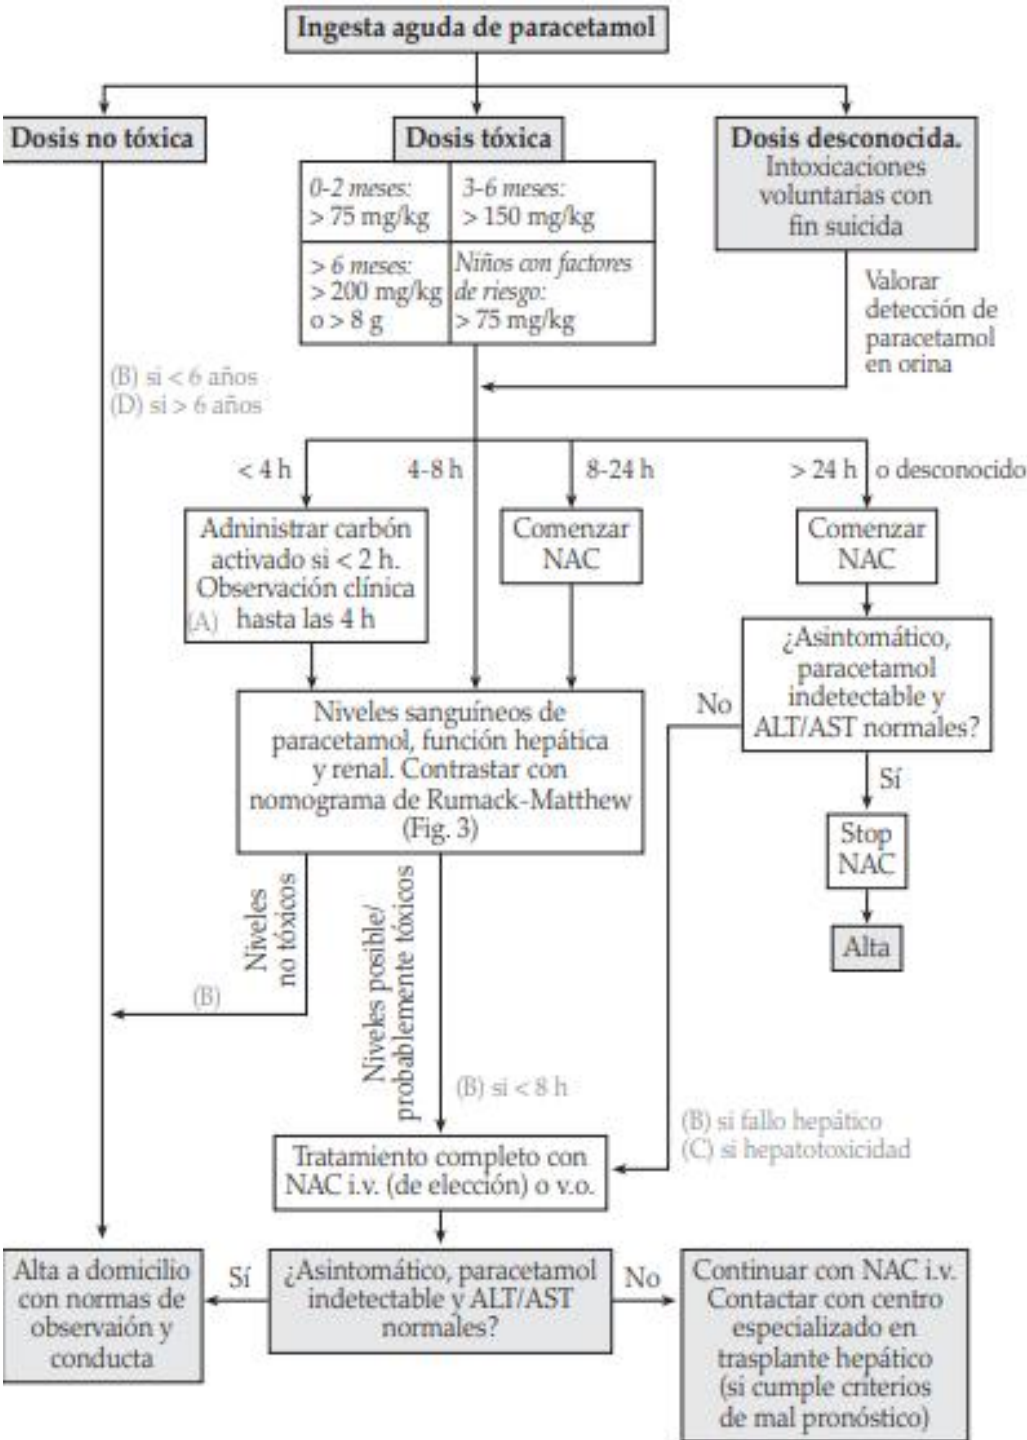 Ingesta aguda de paracetamol
Dosis no tóxica
Dosis tóxica
0-2 meses:
> 75 mg/kg
3-6 meses:
> 150 mg/kg
> 6 meses:
> 200 mg/kg
o > 8 g
Niños con factores
de riesgo:
> 75 mg/kg
Dosis desconocida.
Intoxicaciones
voluntarias con
fin suicida
Valorar
detección de
paracetamol
en orina
(B) si < 6 años
(D) si > 6 años
< 4 h
4-8 h
8-24 h
> 24 h o desconocido
Adninistrar carbón
activado si < 2 h.
Observación clínica
(A) hasta las 4 h
Comenzar
NAC
Comenzar
NAC
¿Asintomático,
paracetamol
indetectable y
ALT/AST normales?
No
Sí
Stop
NAC
Alta
Niveles sanguíneos de
paracetamol, función hepática
y renal. Contrastar con
nomograma de Rumack-Matthew
(Fig. 3)
Niveles
no tóxicos
(B)
Niveles posible/
probablemente tóxicos
(B) si < 8 h
(B) si fallo hepático
(C) si hepatotoxicidad
Tratamiento completo con
NAC i.v. (de elección) o v.o.
Alta a domicilio
con normas de
observaión y
conducta
Sí
¿Asintomático, paracetamol
indetectable y ALT/AST
normales?
No
Continuar con NAC i.v.
Contactar con centro
especializado en
trasplante hepático
(si cumple criterios
de mal pronóstico)